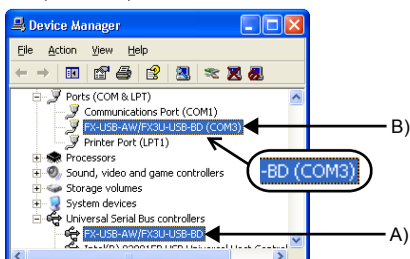 Device Manager
File Action View Help
Ports (COM & LPT)
Communications Port (COM1)
FX-USB-AW/FX3U-USB-BD (COM3)
B)
Printer Port (LPT1)
Processors
-BD (COM3)
Sound, video and game controllers
Storage volumes
System devices
Universal Serial Bus controllers
FX-USB-AW/FX3U-USB-BD
A)